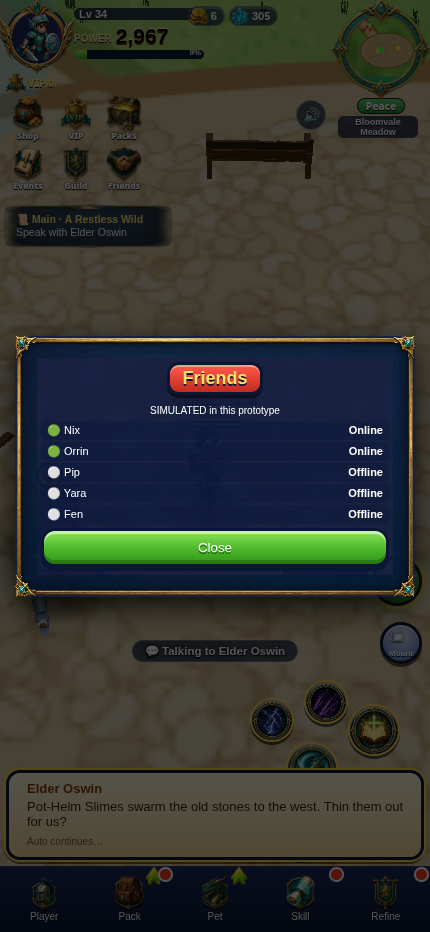 Lv 34
6
305
POWER 2,967
9%
VIP 0
Peace
Bloomvale
Meadow
Shop
VIP
Packs
Events
Guild
Friends
Main · A Restless Wild
Speak with Elder Oswin
Friends
SIMULATED in this prototype
Nix Online
Orrin Online
Pip Offline
Yara Offline
Fen Offline
Close
Mount
Talking to Elder Oswin
Elder Oswin
Pot-Helm Slimes swarm the old stones to the west. Thin them out
for us?
Auto continues…
Player
Pack
Pet
Skill
Refine